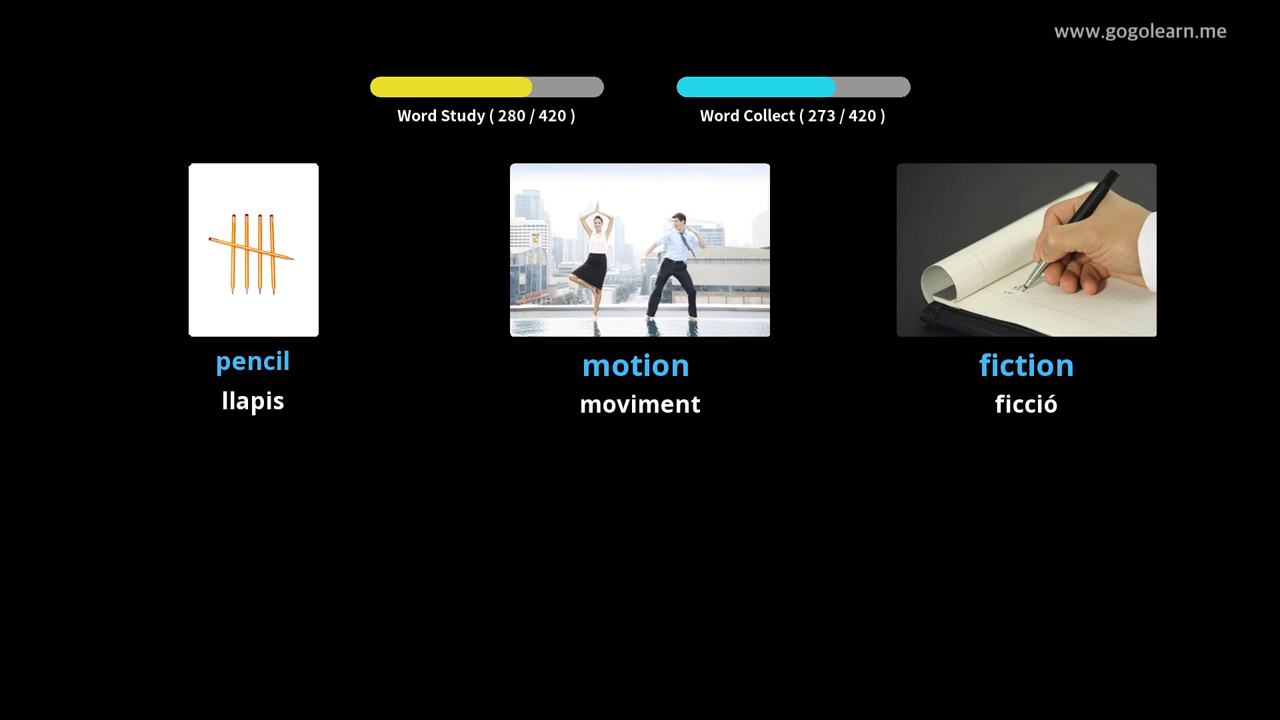 www.gogolearn.me
Word Study ( 280 / 420 )
Word Collect ( 273 / 420 )
pencil
llapis
motion
moviment
fiction
ficció